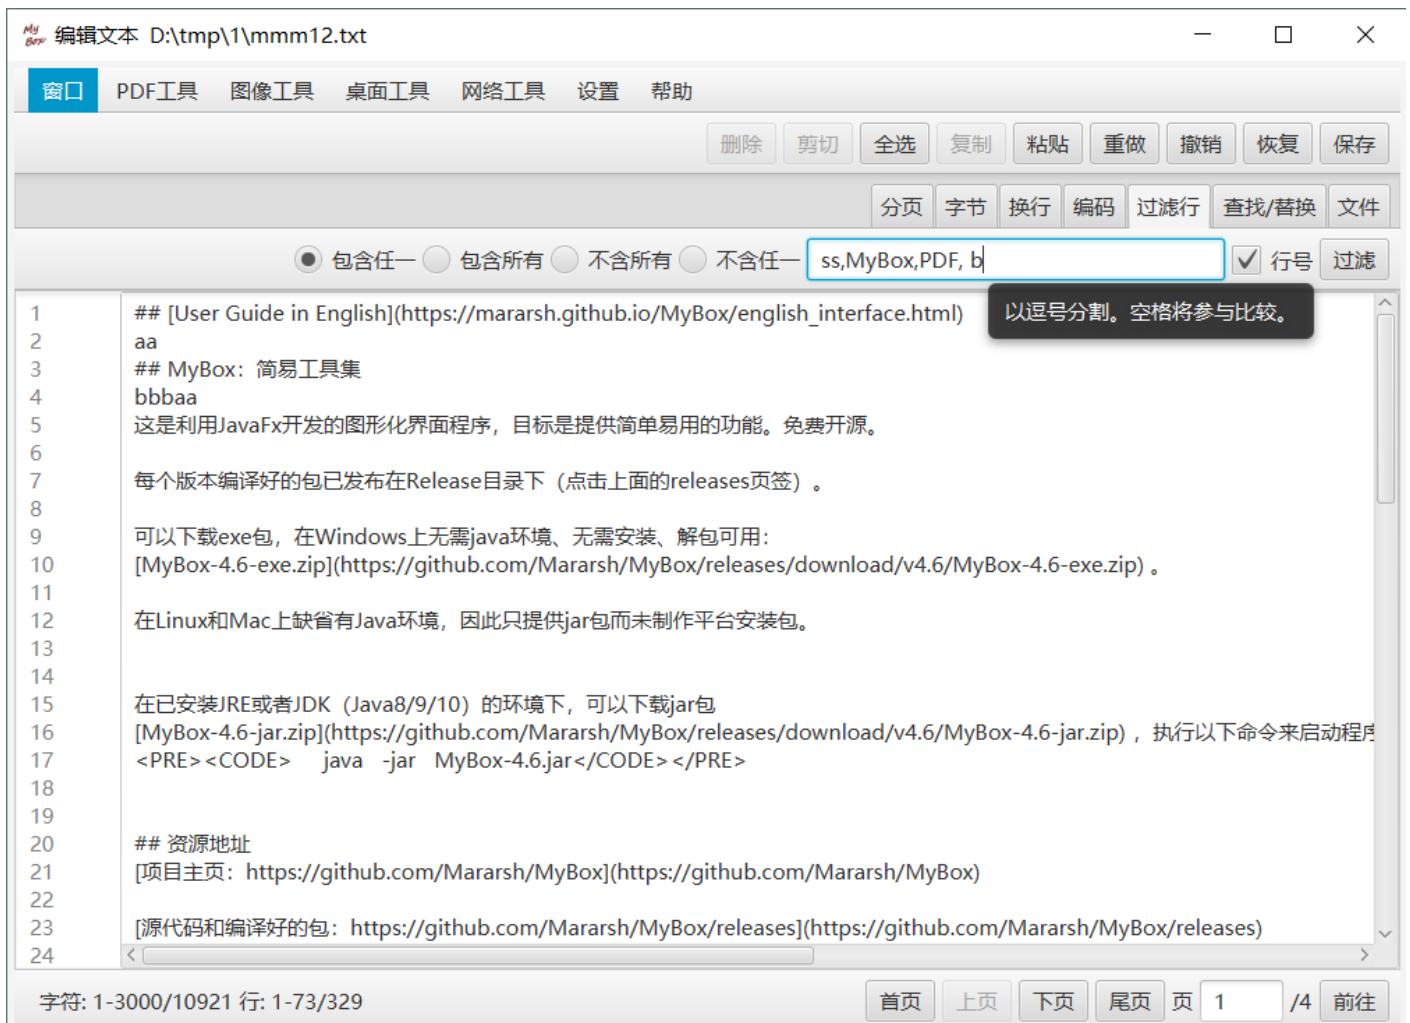 My Box 编辑文本 D:\tmp\1\mmm12.txt
窗口 PDF工具 图像工具 桌面工具 网络工具 设置 帮助
删除 剪切 全选 复制 粘贴 重做 撤销 恢复 保存
分页 字节 换行 编码 过滤行 查找/替换 文件
包含任一 包含所有 不含所有 不含任一 ss,MyBox,PDF, b 行号 过滤
以逗号分割。空格将参与比较。
1 ## [User Guide in English](https://mararsh.github.io/MyBox/english_interface.html)
2 aa
3 ## MyBox：简易工具集
4 bbbaa
5 这是利用JavaFx开发的图形化界面程序，目标是提供简单易用的功能。免费开源。
6
7 每个版本编译好的包已发布在Release目录下（点击上面的releases页签）。
8
9 可以下载exe包，在Windows上无需java环境、无需安装、解包可用：
10 [MyBox-4.6-exe.zip](https://github.com/Mararsh/MyBox/releases/download/v4.6/MyBox-4.6-exe.zip) 。
11
12 在Linux和Mac上缺省有Java环境，因此只提供jar包而未制作平台安装包。
13
14
15 在已安装JRE或者JDK（Java8/9/10）的环境下，可以下载jar包
16 [MyBox-4.6-jar.zip](https://github.com/Mararsh/MyBox/releases/download/v4.6/MyBox-4.6-jar.zip) ，执行以下命令来启动程序
17 <PRE><CODE>    java   -jar   MyBox-4.6.jar</CODE></PRE>
18
19
20 ## 资源地址
21 [项目主页：https://github.com/Mararsh/MyBox](https://github.com/Mararsh/MyBox)
22
23 [源代码和编译好的包：https://github.com/Mararsh/MyBox/releases](https://github.com/Mararsh/MyBox/releases)
24
字符: 1-3000/10921 行: 1-73/329 首页 上页 下页 尾页 页 1 /4 前往